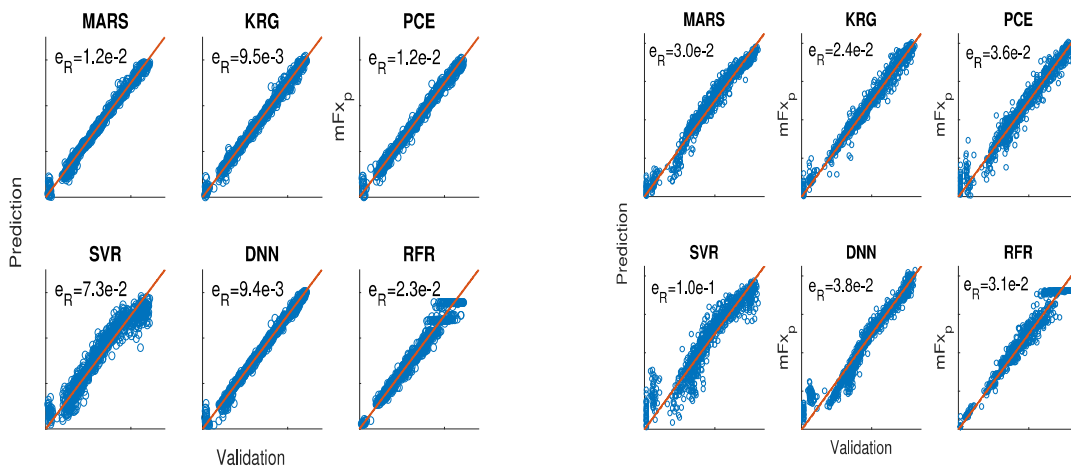 MARS
KRG
PCE
e_R=1.2e-2
e_R=9.5e-3
e_R=1.2e-2
mFx_p
Prediction
SVR
DNN
RFR
e_R=7.3e-2
e_R=9.4e-3
e_R=2.3e-2
Validation
MARS
KRG
PCE
e_R=3.0e-2
e_R=2.4e-2
e_R=3.6e-2
mFx_p
mFx_p
Prediction
SVR
DNN
RFR
e_R=1.0e-1
e_R=3.8e-2
e_R=3.1e-2
mFx_p
mFx_p
Validation